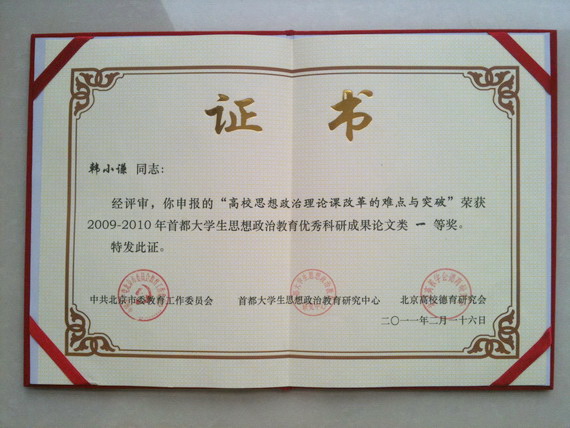 证 书
韩小谦 同志：
经评审，你申报的“高校思想政治理论课改革的难点与突破”荣获
2009-2010年首都大学生思想政治教育优秀科研成果论文类 一 等奖。
特发此证。
中共北京市委教育工作委员会 首都大学生思想政治教育研究中心 北京高校德育研究会
二〇一一年二月一十六日